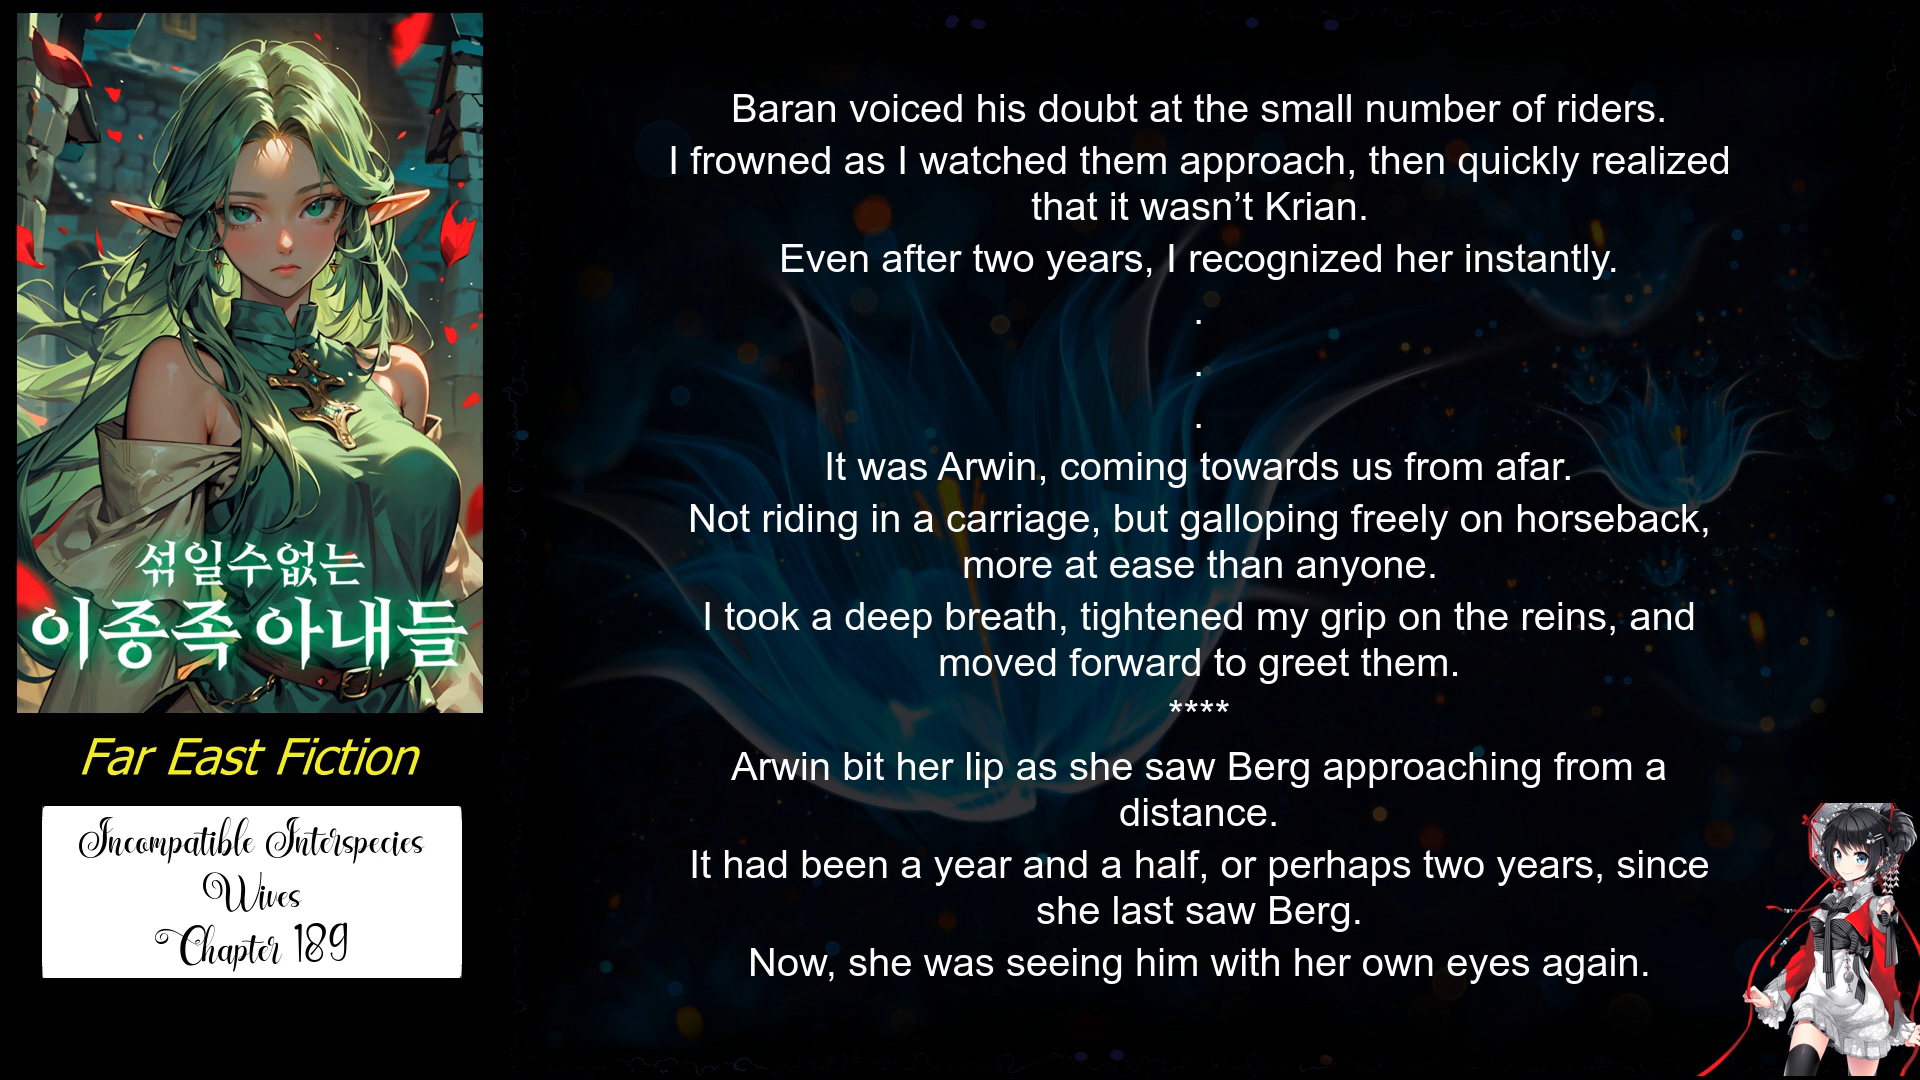 섞일수없는
이종족 아내들
Far East Fiction
Incompatible Interspecies
Wives
Chapter 189
Baran voiced his doubt at the small number of riders.
I frowned as I watched them approach, then quickly realized
that it wasn’t Krian.
Even after two years, I recognized her instantly.
.
.
.
It was Arwin, coming towards us from afar.
Not riding in a carriage, but galloping freely on horseback,
more at ease than anyone.
I took a deep breath, tightened my grip on the reins, and
moved forward to greet them.
****
Arwin bit her lip as she saw Berg approaching from a
distance.
It had been a year and a half, or perhaps two years, since
she last saw Berg.
Now, she was seeing him with her own eyes again.